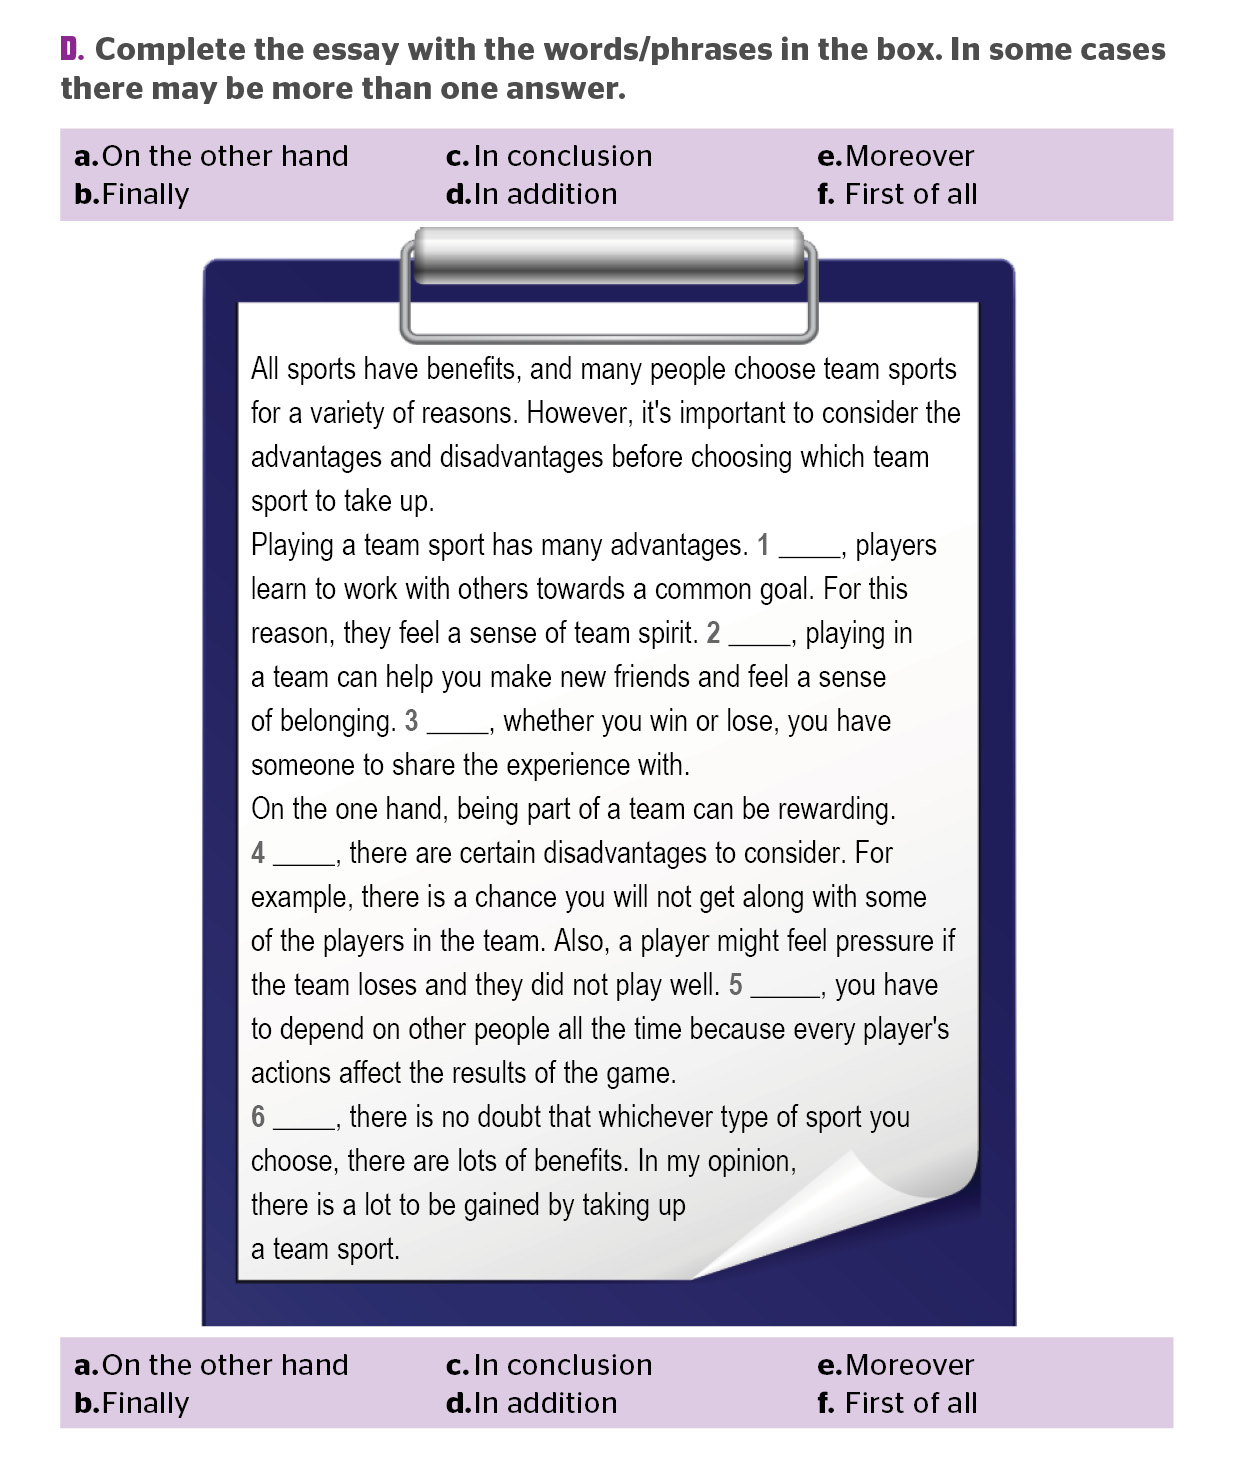 D. Complete the essay with the words/phrases in the box. In some cases
there may be more than one answer.
a. On the other hand c. In conclusion e. Moreover
b. Finally d. In addition f. First of all
All sports have benefits, and many people choose team sports
for a variety of reasons. However, it's important to consider the
advantages and disadvantages before choosing which team
sport to take up.
Playing a team sport has many advantages. 1 _____, players
learn to work with others towards a common goal. For this
reason, they feel a sense of team spirit. 2 _____, playing in
a team can help you make new friends and feel a sense
of belonging. 3 _____, whether you win or lose, you have
someone to share the experience with.
On the one hand, being part of a team can be rewarding.
4 _____, there are certain disadvantages to consider. For
example, there is a chance you will not get along with some
of the players in the team. Also, a player might feel pressure if
the team loses and they did not play well. 5 _____, you have
to depend on other people all the time because every player's
actions affect the results of the game.
6 _____, there is no doubt that whichever type of sport you
choose, there are lots of benefits. In my opinion,
there is a lot to be gained by taking up
a team sport.
a. On the other hand c. In conclusion e. Moreover
b. Finally d. In addition f. First of all